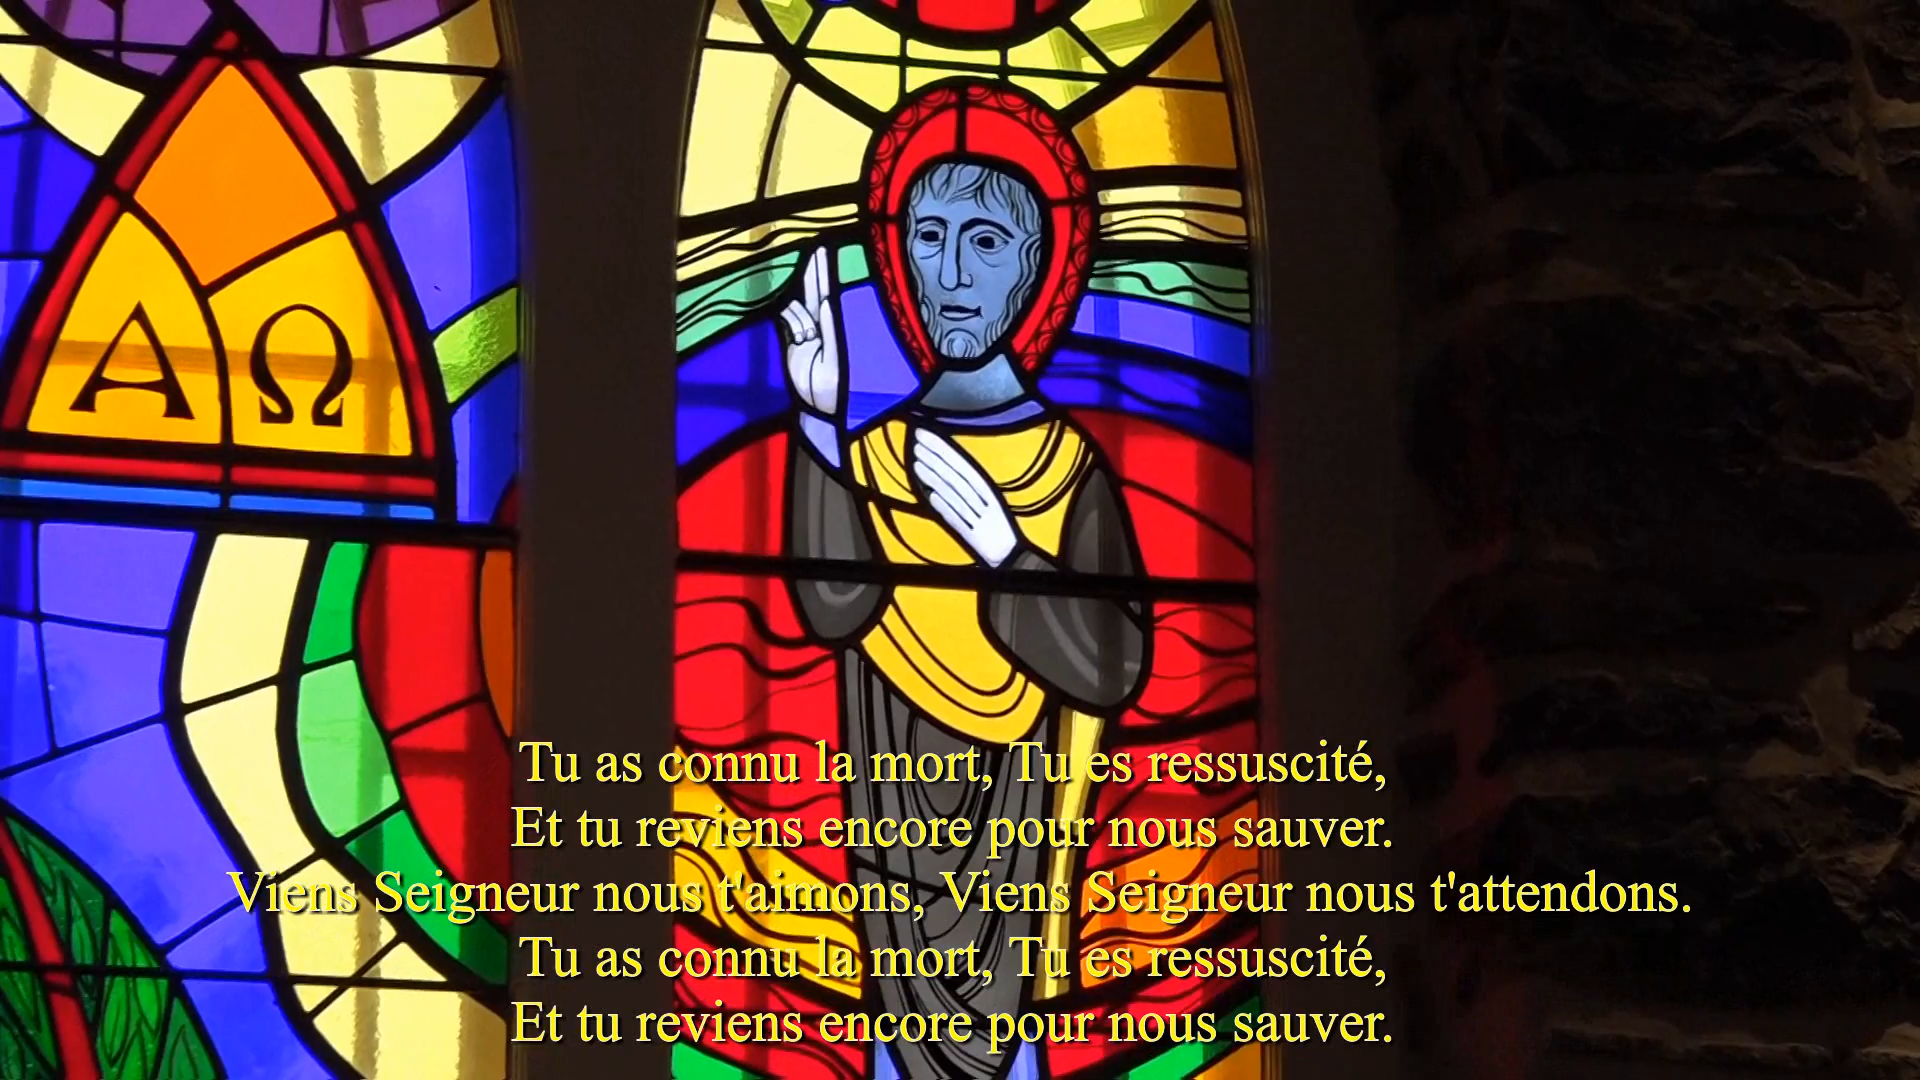 Α Ω
Tu as connu la mort, Tu es ressuscité,
Et tu reviens encore pour nous sauver.
Viens Seigneur nous t'aimons, Viens Seigneur nous t'attendons.
Tu as connu la mort, Tu es ressuscité,
Et tu reviens encore pour nous sauver.